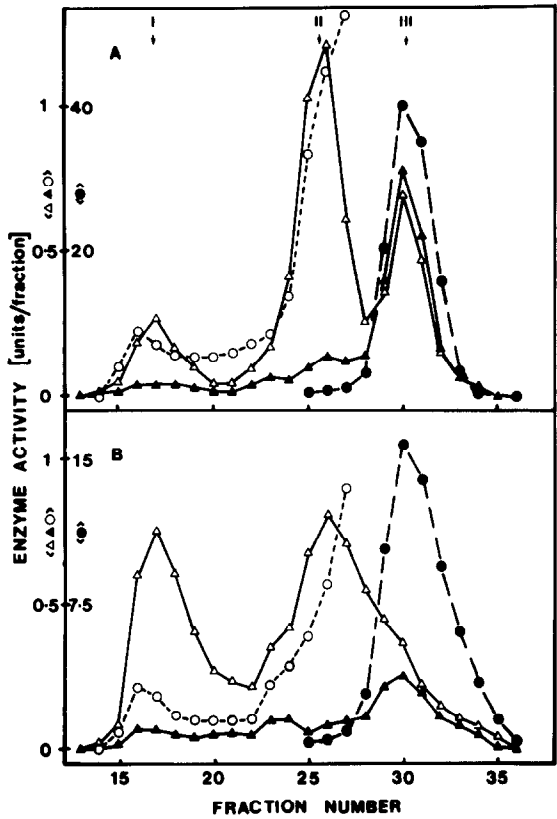 I II III
A
1 40
0·5 20
0
B
1 15
0·5 7·5
0
15 20 25 30 35
FRACTION NUMBER
ENZYME ACTIVITY [units/fraction]